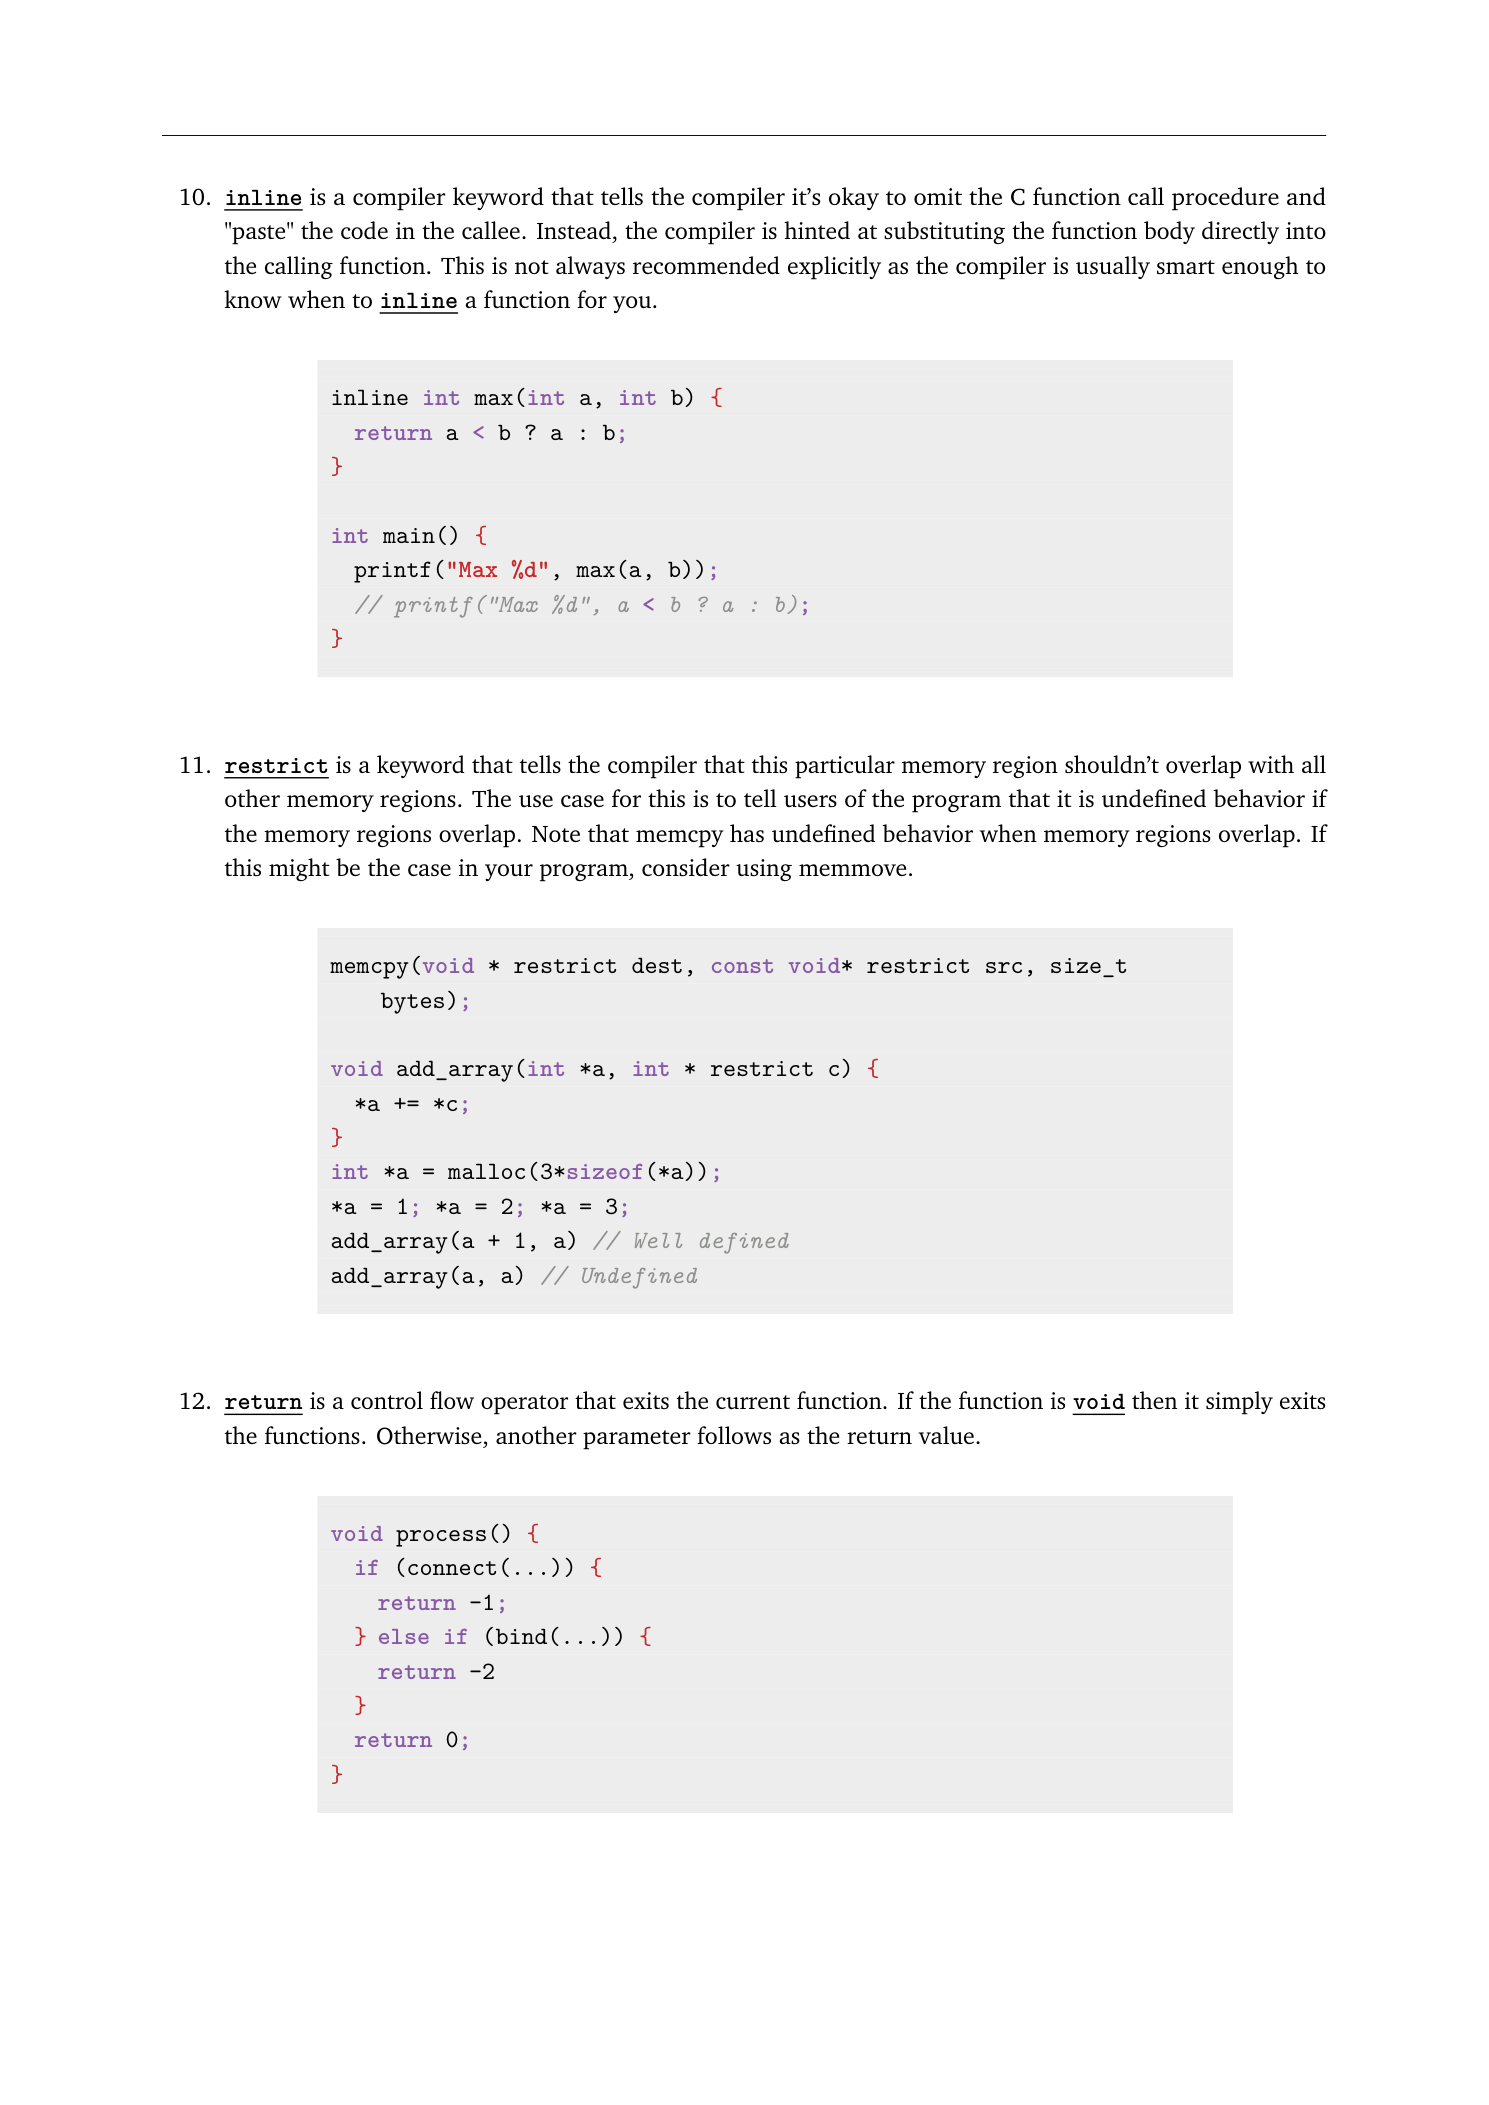 10. inline is a compiler keyword that tells the compiler it’s okay to omit the C function call procedure and
"paste" the code in the callee. Instead, the compiler is hinted at substituting the function body directly into
the calling function. This is not always recommended explicitly as the compiler is usually smart enough to
know when to inline a function for you.
inline int max(int a, int b) {
  return a < b ? a : b;
}
int main() {
  printf("Max %d", max(a, b));
  // printf("Max %d", a < b ? a : b);
}
11. restrict is a keyword that tells the compiler that this particular memory region shouldn’t overlap with all
other memory regions. The use case for this is to tell users of the program that it is undefined behavior if
the memory regions overlap. Note that memcpy has undefined behavior when memory regions overlap. If
this might be the case in your program, consider using memmove.
memcpy(void * restrict dest, const void* restrict src, size_t
    bytes);
void add_array(int *a, int * restrict c) {
  *a += *c;
}
int *a = malloc(3*sizeof(*a));
*a = 1; *a = 2; *a = 3;
add_array(a + 1, a) // Well defined
add_array(a, a) // Undefined
12. return is a control flow operator that exits the current function. If the function is void then it simply exits
the functions. Otherwise, another parameter follows as the return value.
void process() {
  if (connect(...)) {
    return -1;
  } else if (bind(...)) {
    return -2
  }
  return 0;
}